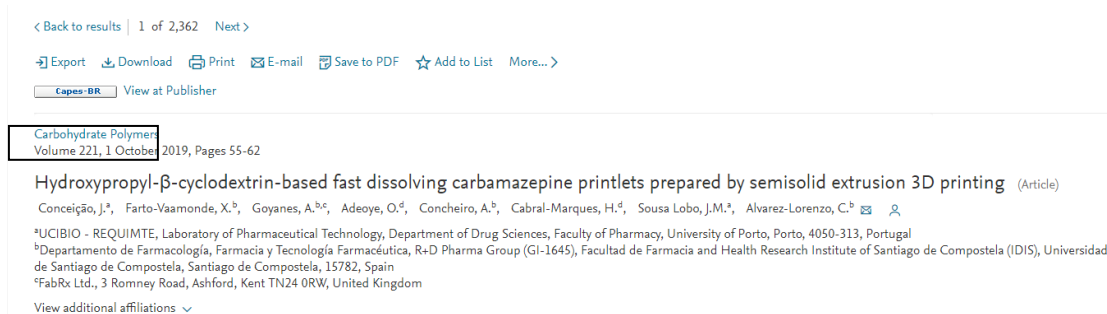 < Back to results | 1 of 2,362 Next >
Export Download Print E-mail Save to PDF Add to List More... >
Capes-BR View at Publisher
Carbohydrate Polymers
Volume 221, 1 October 2019, Pages 55-62
Hydroxypropyl-β-cyclodextrin-based fast dissolving carbamazepine printlets prepared by semisolid extrusion 3D printing (Article)
Conceição, J.ᵃ, Farto-Vaamonde, X.ᵇ, Goyanes, A.ᵇ,ᶜ, Adeoye, O.ᵈ, Concheiro, A.ᵇ, Cabral-Marques, H.ᵈ, Sousa Lobo, J.M.ᵃ, Alvarez-Lorenzo, C.ᵇ
ᵃUCIBIO - REQUIMTE, Laboratory of Pharmaceutical Technology, Department of Drug Sciences, Faculty of Pharmacy, University of Porto, Porto, 4050-313, Portugal
ᵇDepartamento de Farmacología, Farmacia y Tecnología Farmacéutica, R+D Pharma Group (GI-1645), Facultad de Farmacia and Health Research Institute of Santiago de Compostela (IDIS), Universidad
de Santiago de Compostela, Santiago de Compostela, 15782, Spain
ᶜFabRx Ltd., 3 Romney Road, Ashford, Kent TN24 0RW, United Kingdom
View additional affiliations